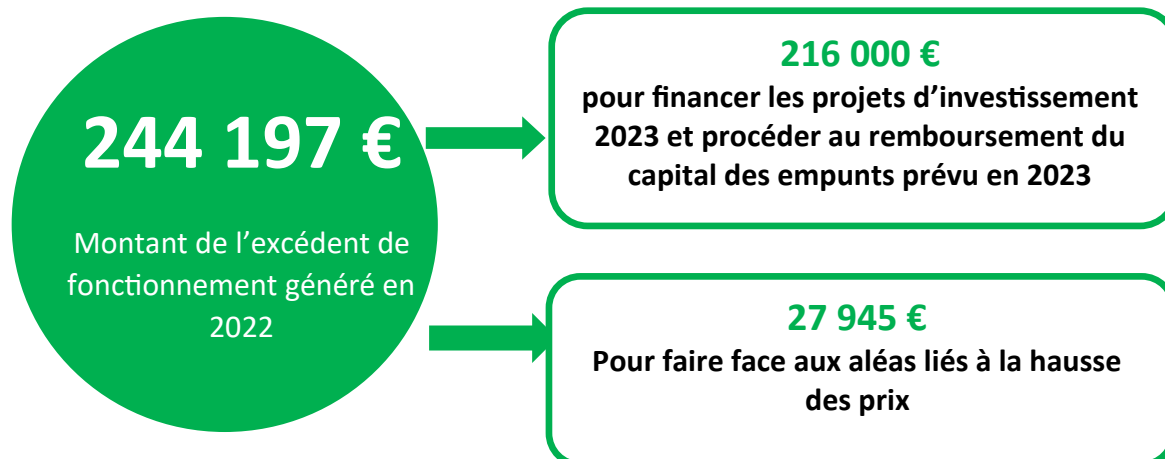 244 197 €
Montant de l’excédent de
fonctionnement généré en
2022
216 000 €
pour financer les projets d’investissement
2023 et procéder au remboursement du
capital des empunts prévu en 2023
27 945 €
Pour faire face aux aléas liés à la hausse
des prix